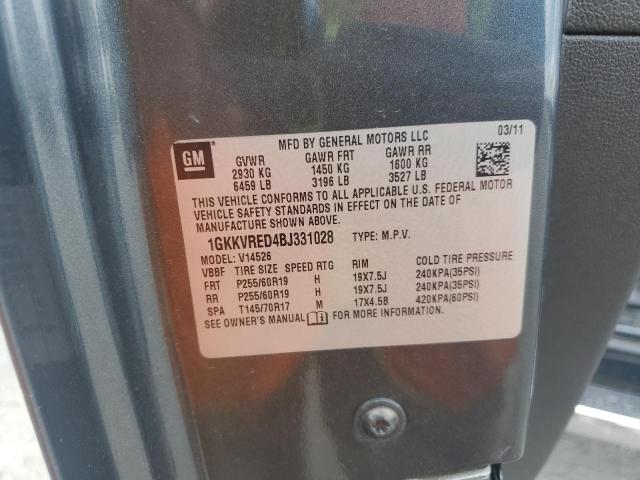 MFD BY GENERAL MOTORS LLC 03/11
GM
GVWR GAWR FRT GAWR RR
2930 KG 1450 KG 1600 KG
6459 LB 3196 LB 3527 LB
THIS VEHICLE CONFORMS TO ALL APPLICABLE U.S. FEDERAL MOTOR
VEHICLE SAFETY STANDARDS IN EFFECT ON THE DATE OF
MANUFACTURE SHOWN ABOVE.
1GKKVRED4BJ331028 TYPE: M.P.V.
MODEL: V14526
VBBF TIRE SIZE SPEED RTG RIM COLD TIRE PRESSURE
FRT P255/60R19 H 19X7.5J 240KPA(35PSI)
RR P255/60R19 H 19X7.5J 240KPA(35PSI)
SPA T145/70R17 M 17X4.5B 420KPA(60PSI)
SEE OWNER'S MANUAL FOR MORE INFORMATION.